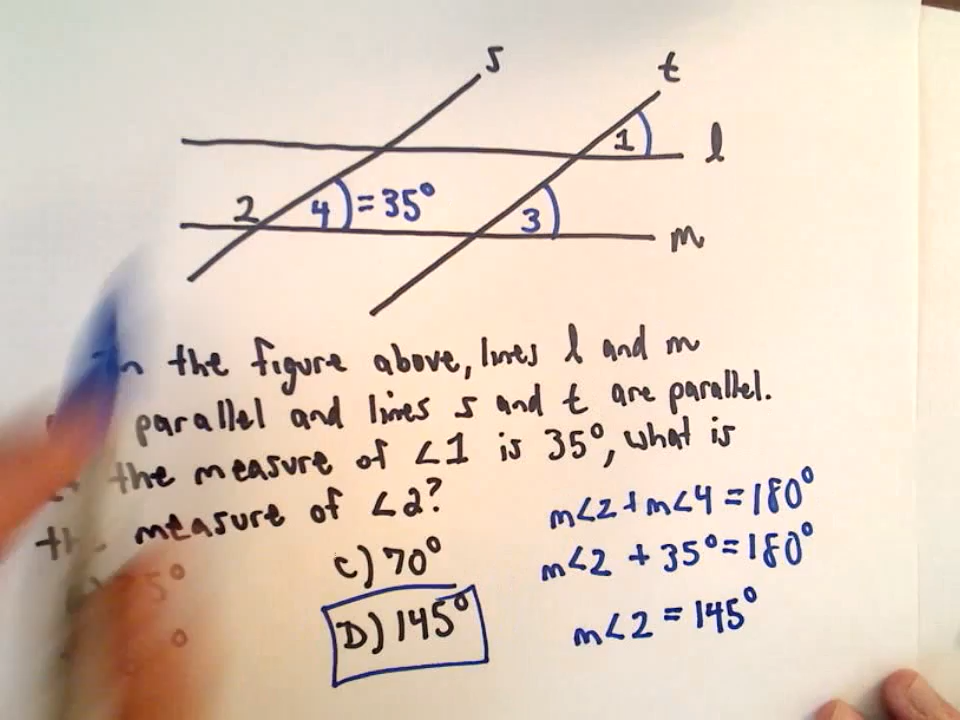 s
t
1
l
2
4 = 35°
3
m
the figure above, lines l and m
parallel and lines s and t are parallel.
the measure of ∠1 is 35°, what is
measure of ∠2?
m∠2 + m∠4 = 180°
C) 70°
m∠2 + 35° = 180°
D) 145°
m∠2 = 145°